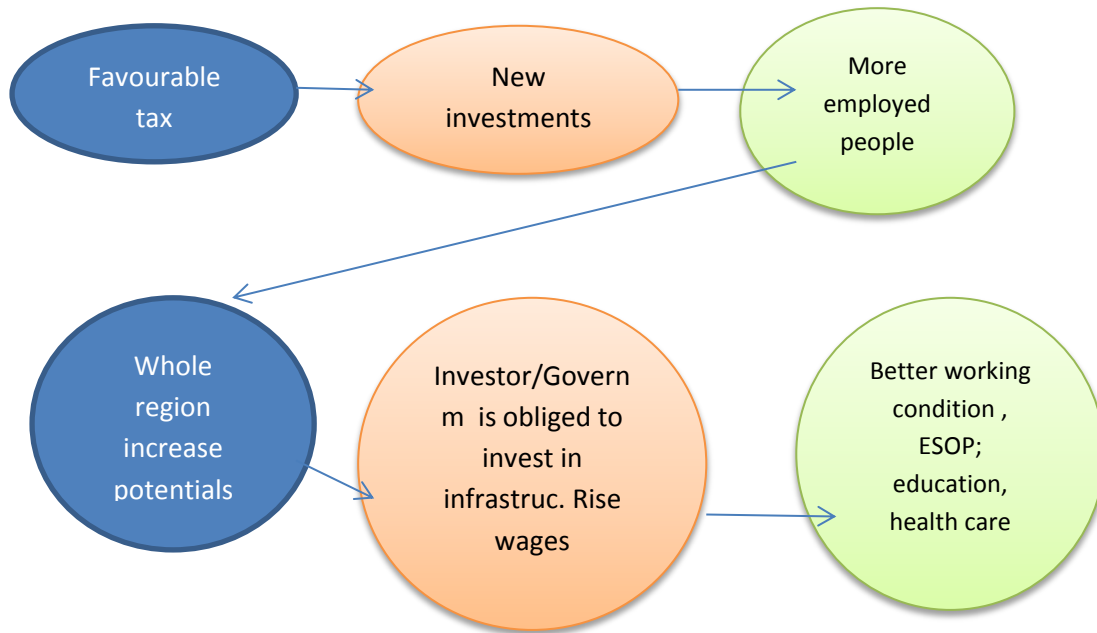 Favourable
tax
New
investments
More
employed
people
Whole
region
increase
potentials
Investor/Governm
m is obliged to
invest in
infrastruc. Rise
wages
Better working
condition ,
ESOP;
education,
health care